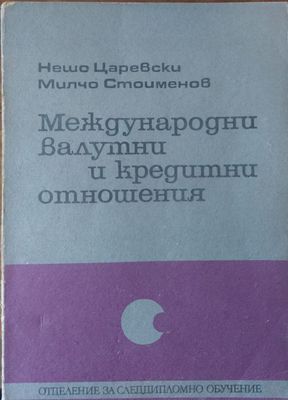 Нешо Царевски
Милчо Стоименов
Международни
валутни
и кредитни
отношения
ОТДЕЛЕНИЕ ЗА СЛЕДДИПЛОМНО ОБУЧЕНИЕ